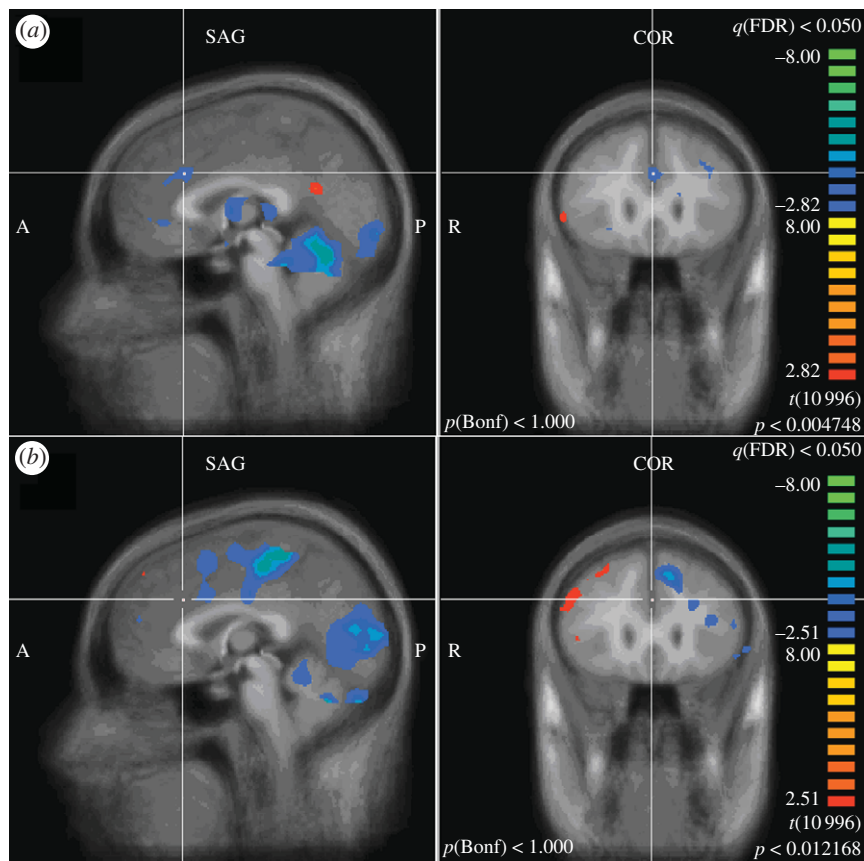 (a)
SAG
COR
q(FDR) < 0.050
–8.00
A
P
R
–2.82
8.00
2.82
t(10 996)
p(Bonf) < 1.000
p < 0.004748
(b)
SAG
COR
q(FDR) < 0.050
–8.00
A
P
R
–2.51
8.00
2.51
t(10 996)
p(Bonf) < 1.000
p < 0.012168